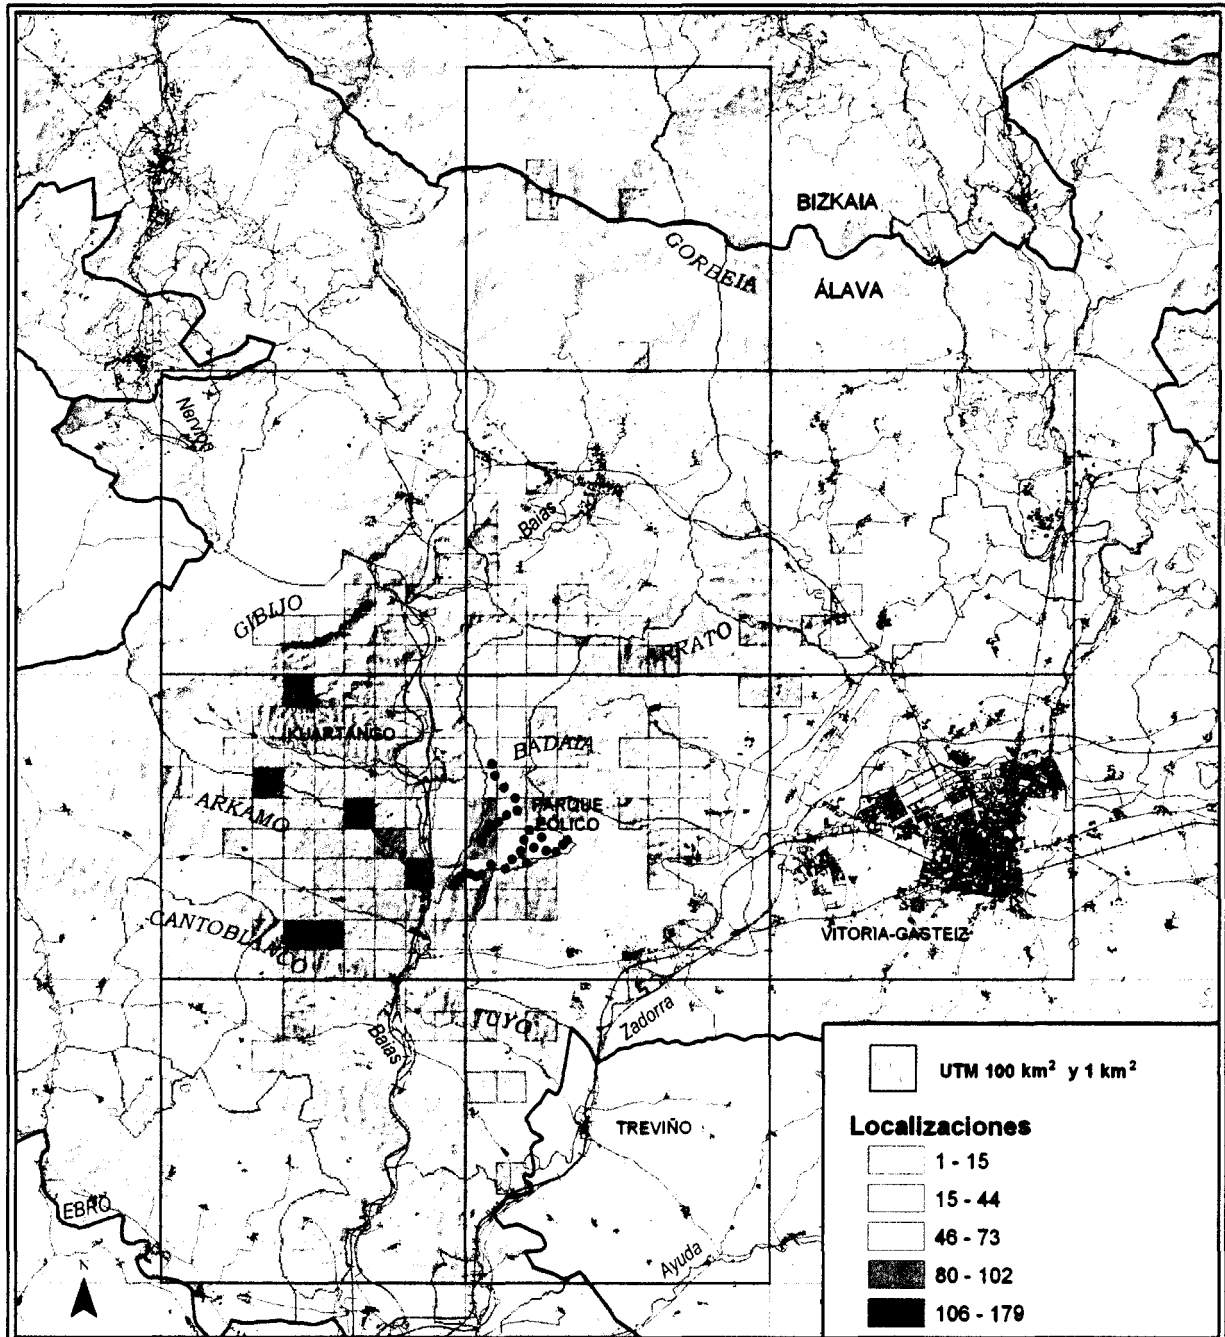 BIZKAIA
GORBEIA
ÁLAVA
Nervión
Baias
GIBIJO
ARRATO
KUARTANGO
BADAIA
ARKAMO
PARQUE
EÓLICO
CANTOBLANCO
VITORIA-GASTEIZ
TUYO
Zadorra
Baias
UTM 100 km² y 1 km²
TREVIÑO
Localizaciones
1 - 15
15 - 44
46 - 73
80 - 102
106 - 179
EBRO
Ayuda
N